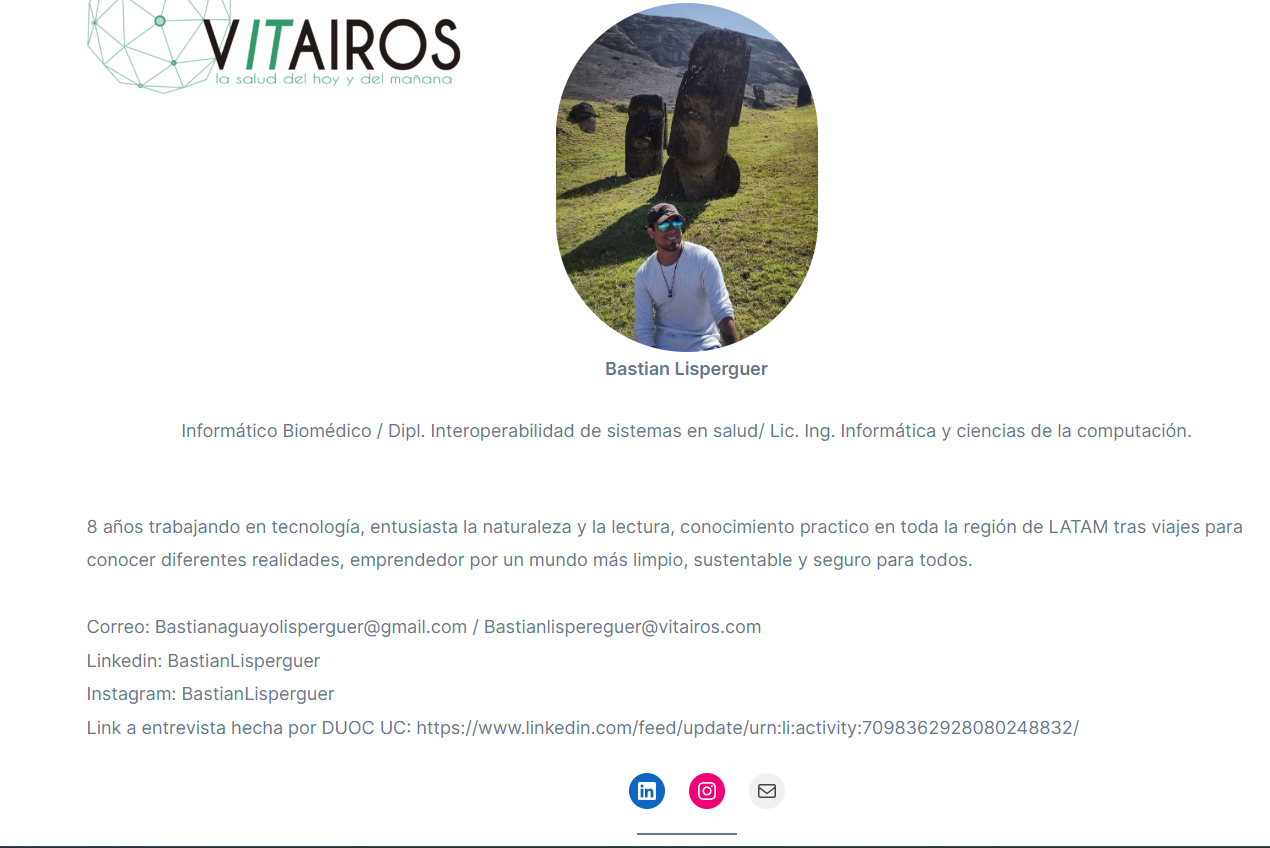 VITAIROS
la salud del hoy y del mañana
Bastian Lisperguer
Informático Biomédico / Dipl. Interoperabilidad de sistemas en salud/ Lic. Ing. Informática y ciencias de la computación.
8 años trabajando en tecnología, entusiasta la naturaleza y la lectura, conocimiento practico en toda la región de LATAM tras viajes para
conocer diferentes realidades, emprendedor por un mundo más limpio, sustentable y seguro para todos.
Correo: Bastianaguayolisperguer@gmail.com / Bastianlispereguer@vitairos.com
Linkedin: BastianLisperguer
Instagram: BastianLisperguer
Link a entrevista hecha por DUOC UC: https://www.linkedin.com/feed/update/urn:li:activity:7098362928080248832/
in